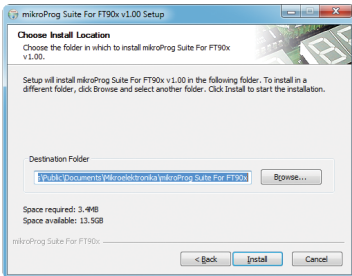 mikroProg Suite For FT90x v1.00 Setup
Choose Install Location
Choose the folder in which to install mikroProg Suite For FT90x
v1.00.
Setup will install mikroProg Suite For FT90x v1.00 in the following folder. To install in a
different folder, click Browse and select another folder. Click Install to start the installation.
Destination Folder
s\Public\Documents\Mikroelektronika\mikroProg Suite For FT90x
Browse...
Space required: 3.4MB
Space available: 13.5GB
mikroProg Suite For FT90x
< Back
Install
Cancel